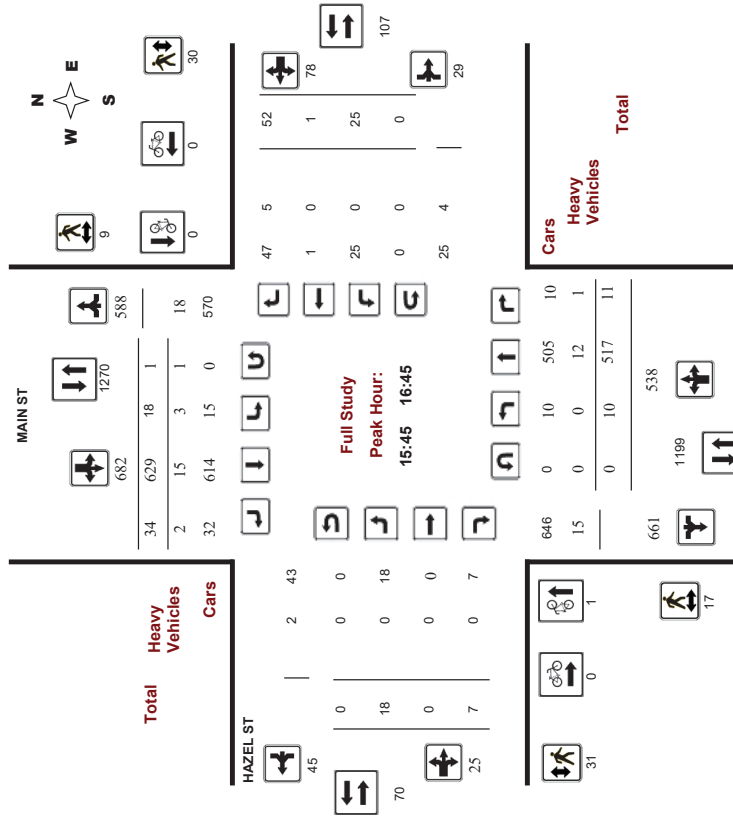 MAIN ST
N
W E
S
1270
682 588
9
30
0 0
34 629 18 1
2 15 3 1 18
32 614 15 0 570
Total
Heavy
Vehicles
Cars
HAZEL ST
45
70
25
2 43
0 0 0
18 0 18
0 0 0
7 0 7
Full Study
Peak Hour:
15:45 16:45
47 5 52
1 0 1
25 0 25
0 0 0
25 4
78
107
29
646 0 10 505 10
15 0 0 12 1
0 10 517 11
661 538
1199
Cars
Heavy
Vehicles
Total
31 0 1
17